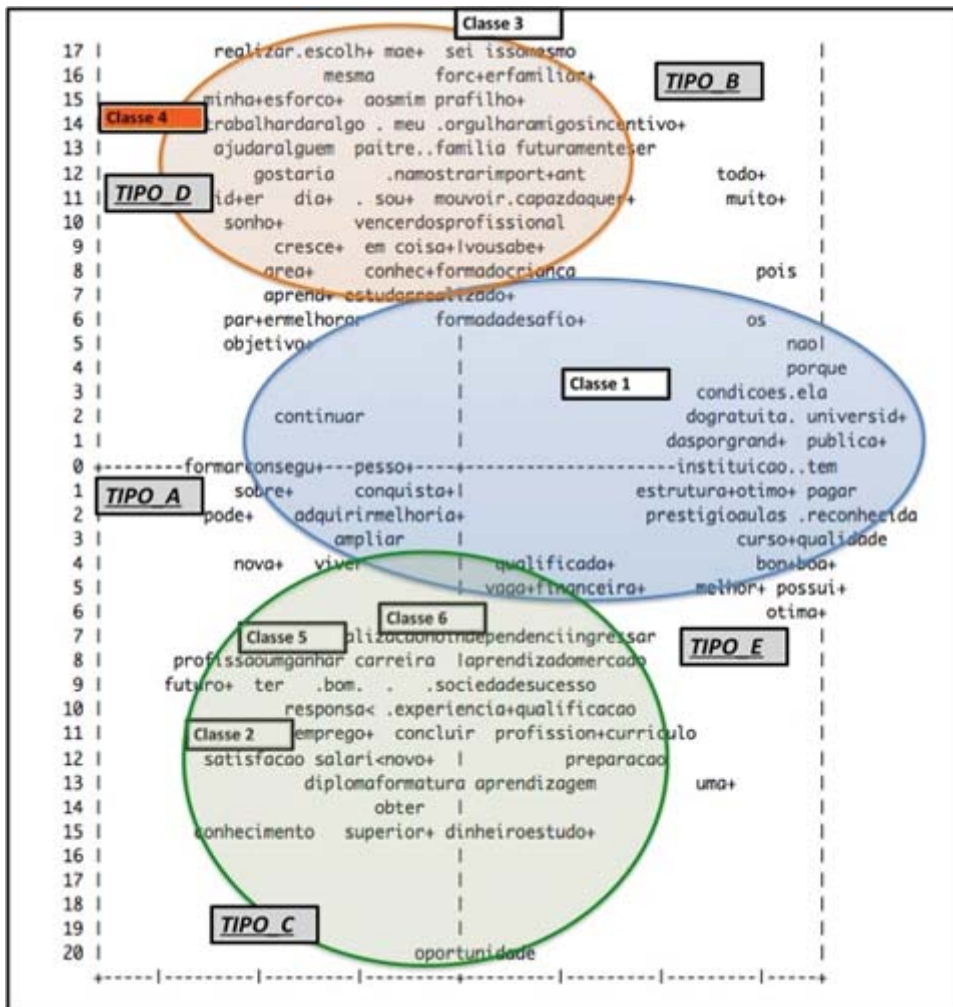 Classe 3
17 | realizar.escolh+ mae+ sei issomesmo
16 | mesma forc+erfamiliar+
TIPO_B
15 | minha+esforco+ aosmim prafilho+
Classe 4
14 | trabalhardaralgo . meu .orgulharamigosincentivo+
13 | ajudaralguem paitre..familia futuramenteser
12 | gostaria .namostrarimport+ant todo+ |
TIPO_D
11 | id+er dia+ . sou+ mouvoir.capazdaquer+ muito+ |
10 | sonho+ vencerdosprofissional |
9 | cresce+ em coisa+|vousabe+ |
8 | area+ conhec+formadocrianca pois |
7 | aprend+ estudarrealizado+
6 | par+ermelhorar formadadesafio+ os
5 | objetivo+ | nao|
4 | | porque
Classe 1
3 | | condicoes.ela
2 | continuar | dogratuita. universid+
1 | | dasporgrand+ publica+
0 +-------formarconsegu+---pesso+----+---------------------instituicao..tem
TIPO_A
1 | sobre+ conquista+| estrutura+otimo+ pagar
2 | pode+ adquirirmelhoria+ prestigioaulas .reconhecida
3 | ampliar | curso+qualidade
4 | nova+ viver | qualificada+ bon+boa+
5 | | vaga+financeira+ melhor+ possui+
6 | | otima+
Classe 6
Classe 5
7 | alizacaonoindependenciingressar
TIPO_E
8 | profissaoumganhar carreira |aprendizadomercado
9 | futuro+ ter .bom. . .sociedadesucesso |
10 | responsa< .experiencia+qualificacao |
Classe 2
11 | emprego+ concluir profission+curriculo |
12 | satisfacao salari<novo+ | preparacao |
13 | diplomaformatura aprendizagem uma+ |
14 | obter | |
15 | conhecimento superior+ dinheiroestudo+ |
16 | | |
17 | | |
18 | | |
TIPO_C
19 | | |
20 | oportunidade |
+-----|-----|-----|-----+-----|-----|-----|-----+